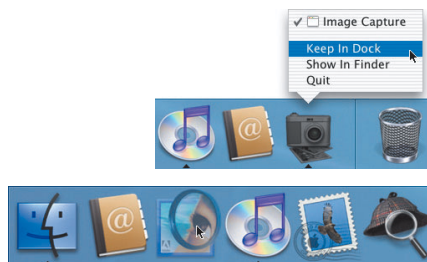 ✓ Image Capture
Keep In Dock
Show In Finder
Quit
@
@